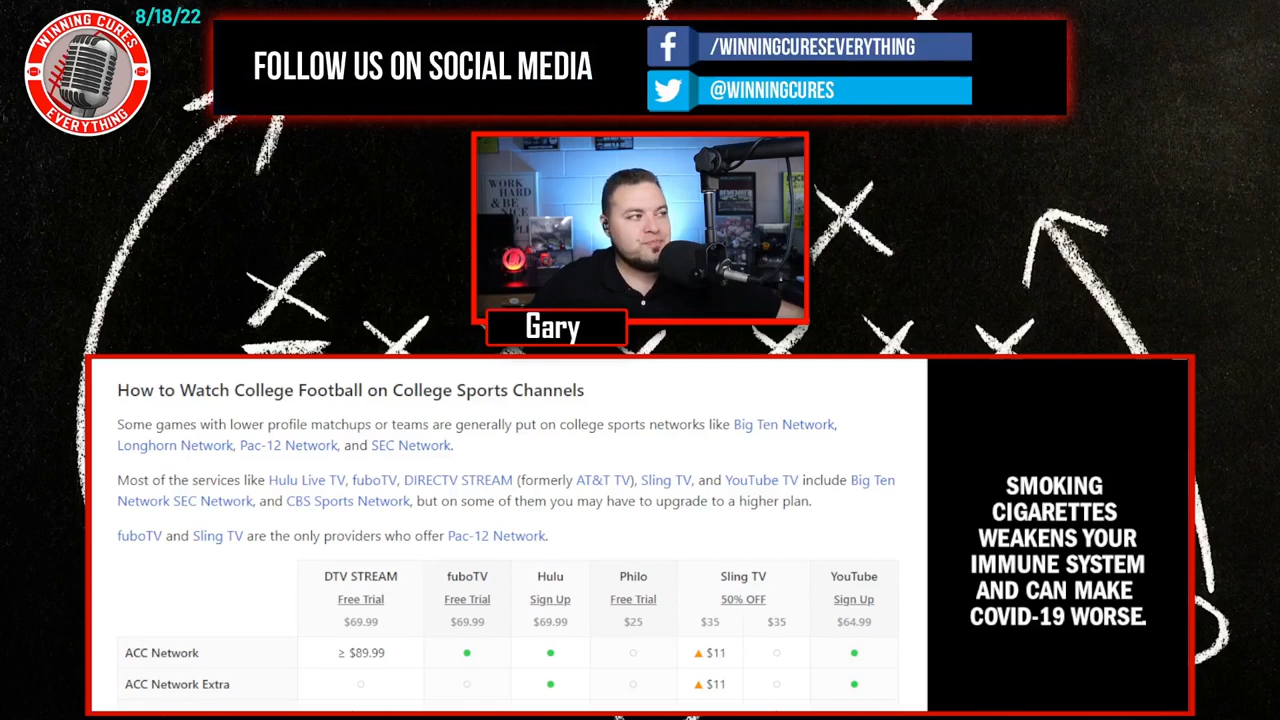 8/18/22
WINNING CURES
EVERYTHING
FOLLOW US ON SOCIAL MEDIA
/WINNINGCURESEVERYTHING
@WINNINGCURES
WORK
HARD
& BE
NICE
Gary
How to Watch College Football on College Sports Channels
Some games with lower profile matchups or teams are generally put on college sports networks like Big Ten Network,
Longhorn Network, Pac-12 Network, and SEC Network.
Most of the services like Hulu Live TV, fuboTV, DIRECTV STREAM (formerly AT&T TV), Sling TV, and YouTube TV include Big Ten
Network SEC Network, and CBS Sports Network, but on some of them you may have to upgrade to a higher plan.
fuboTV and Sling TV are the only providers who offer Pac-12 Network.
DTV STREAM fuboTV Hulu Philo Sling TV YouTube
Free Trial Free Trial Sign Up Free Trial 50% OFF Sign Up
$69.99 $69.99 $69.99 $25 $35 $35 $64.99
ACC Network ≥ $89.99 $11
ACC Network Extra $11
SMOKING
CIGARETTES
WEAKENS YOUR
IMMUNE SYSTEM
AND CAN MAKE
COVID-19 WORSE.